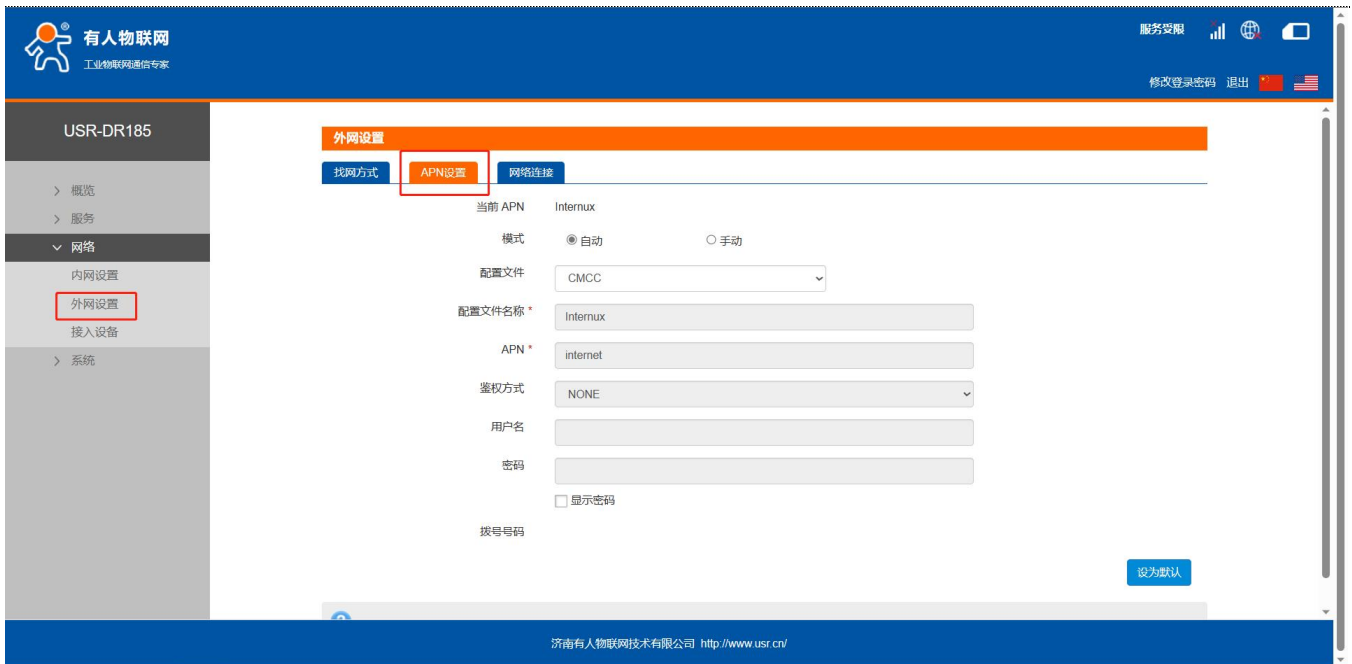 有人物联网
®
工业物联网通信专家
服务受限
修改登录密码 退出
USR-DR185
概览
服务
网络
内网设置
外网设置
接入设备
系统
外网设置
找网方式 APN设置 网络连接
当前 APN Internux
模式 自动 手动
配置文件 CMCC
配置文件名称 * Internux
APN * internet
鉴权方式 NONE
用户名
密码
显示密码
拨号号码
设为默认
济南有人物联网技术有限公司 http://www.usr.cn/